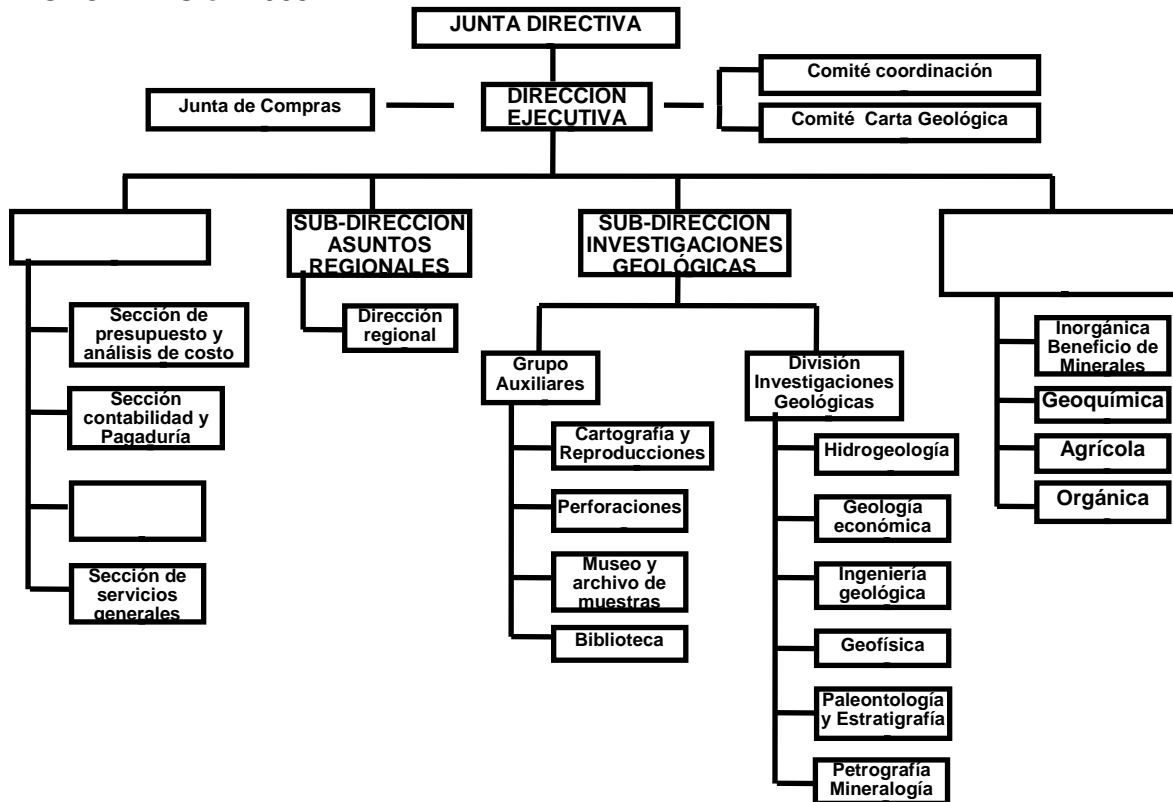 JUNTA DIRECTIVA
Junta de Compras
DIRECCION
EJECUTIVA
Comité coordinación
Comité Carta Geológica
SUB-DIRECCION
ASUNTOS
REGIONALES
SUB-DIRECCION
INVESTIGACIONES
GEOLÓGICAS
Sección de
presupuesto y
análisis de costo
Sección
contabilidad y
Pagaduría
Sección de
servicios
generales
Dirección
regional
Grupo
Auxiliares
Cartografía y
Reproducciones
Perforaciones
Museo y
archivo de
muestras
Biblioteca
División
Investigaciones
Geológicas
Hidrogeología
Geología
económica
Ingeniería
geológica
Geofísica
Paleontología
y Estratigrafía
Petrografía
Mineralogía
Inorgánica
Beneficio de
Minerales
Geoquímica
Agrícola
Orgánica